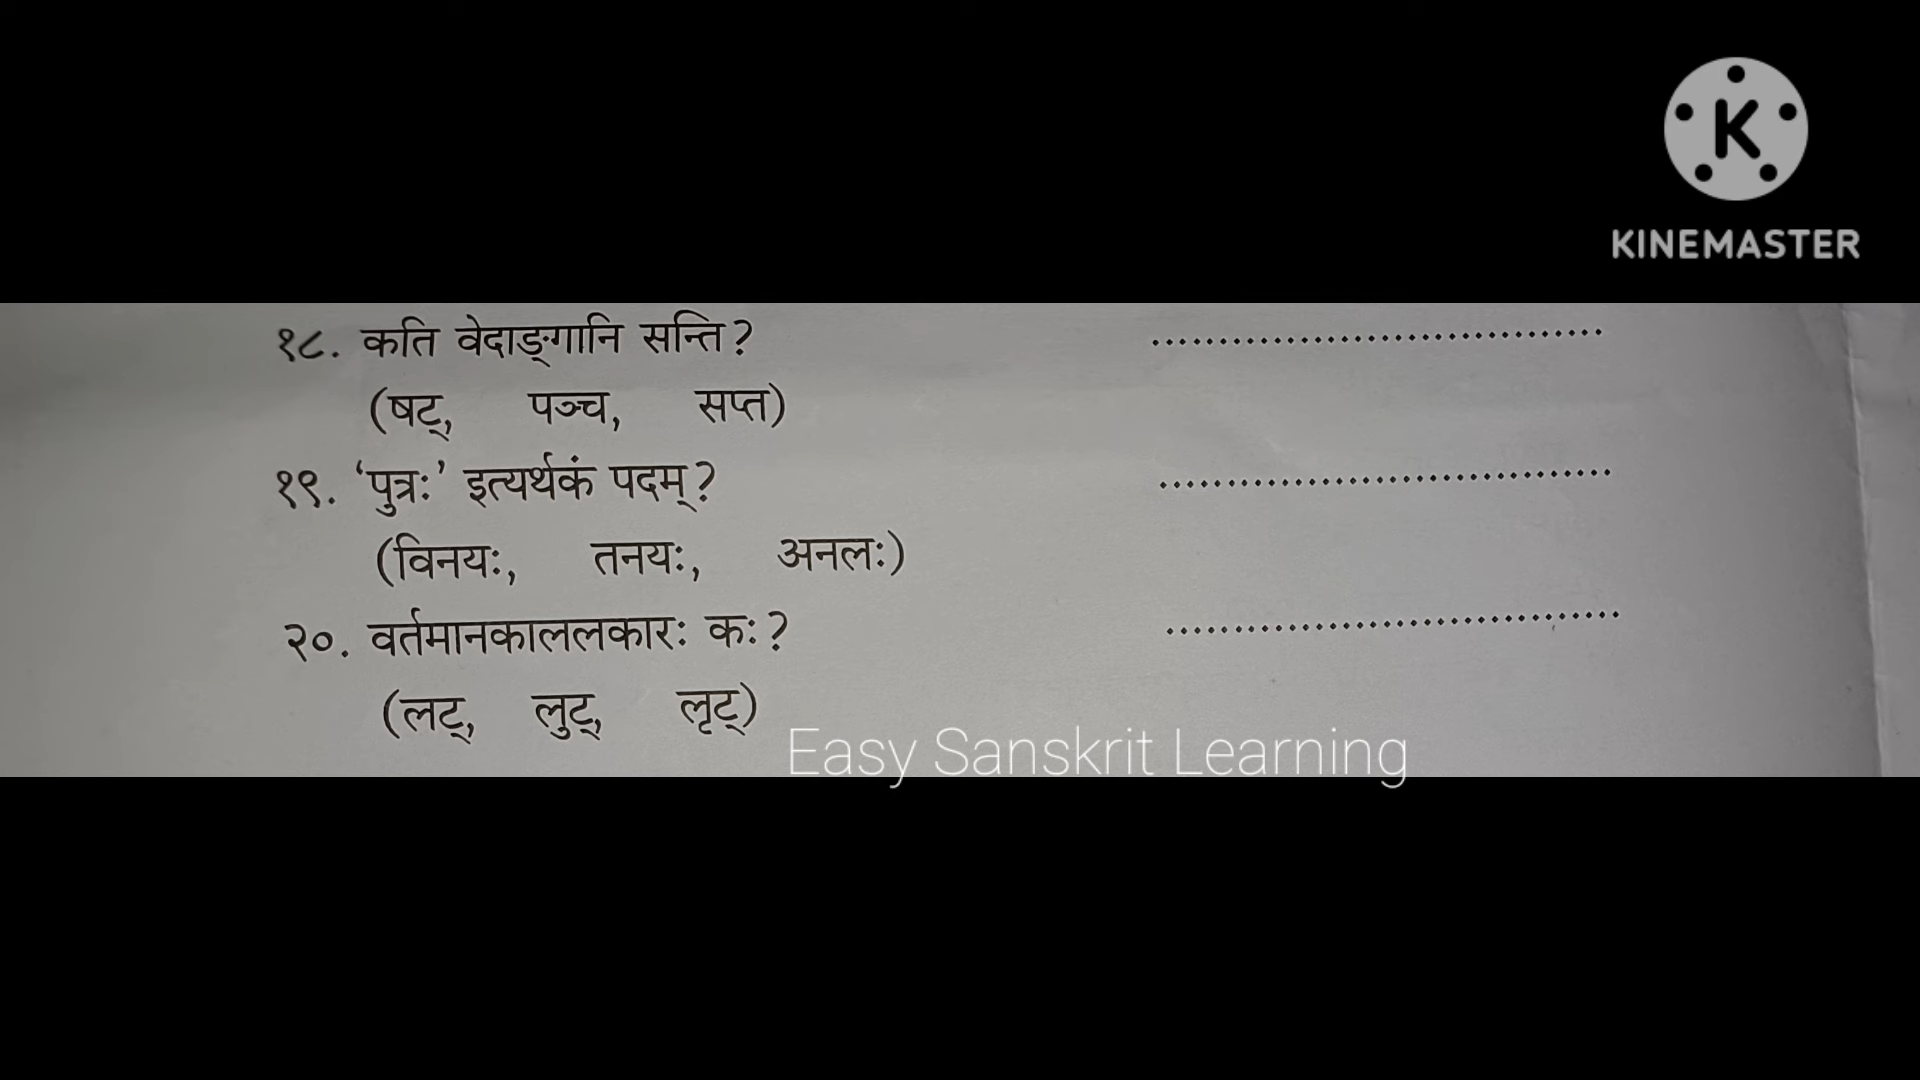 KINEMASTER
१८. कति वेदाङ्गानि सन्ति? ..................................
(षट्, पञ्च, सप्त)
१९. ‘पुत्रः’ इत्यर्थकं पदम्? ..................................
(विनयः, तनयः, अनलः)
२०. वर्तमानकाललकारः कः? ..................................
(लट्, लुट्, लृट्)
Easy Sanskrit Learning